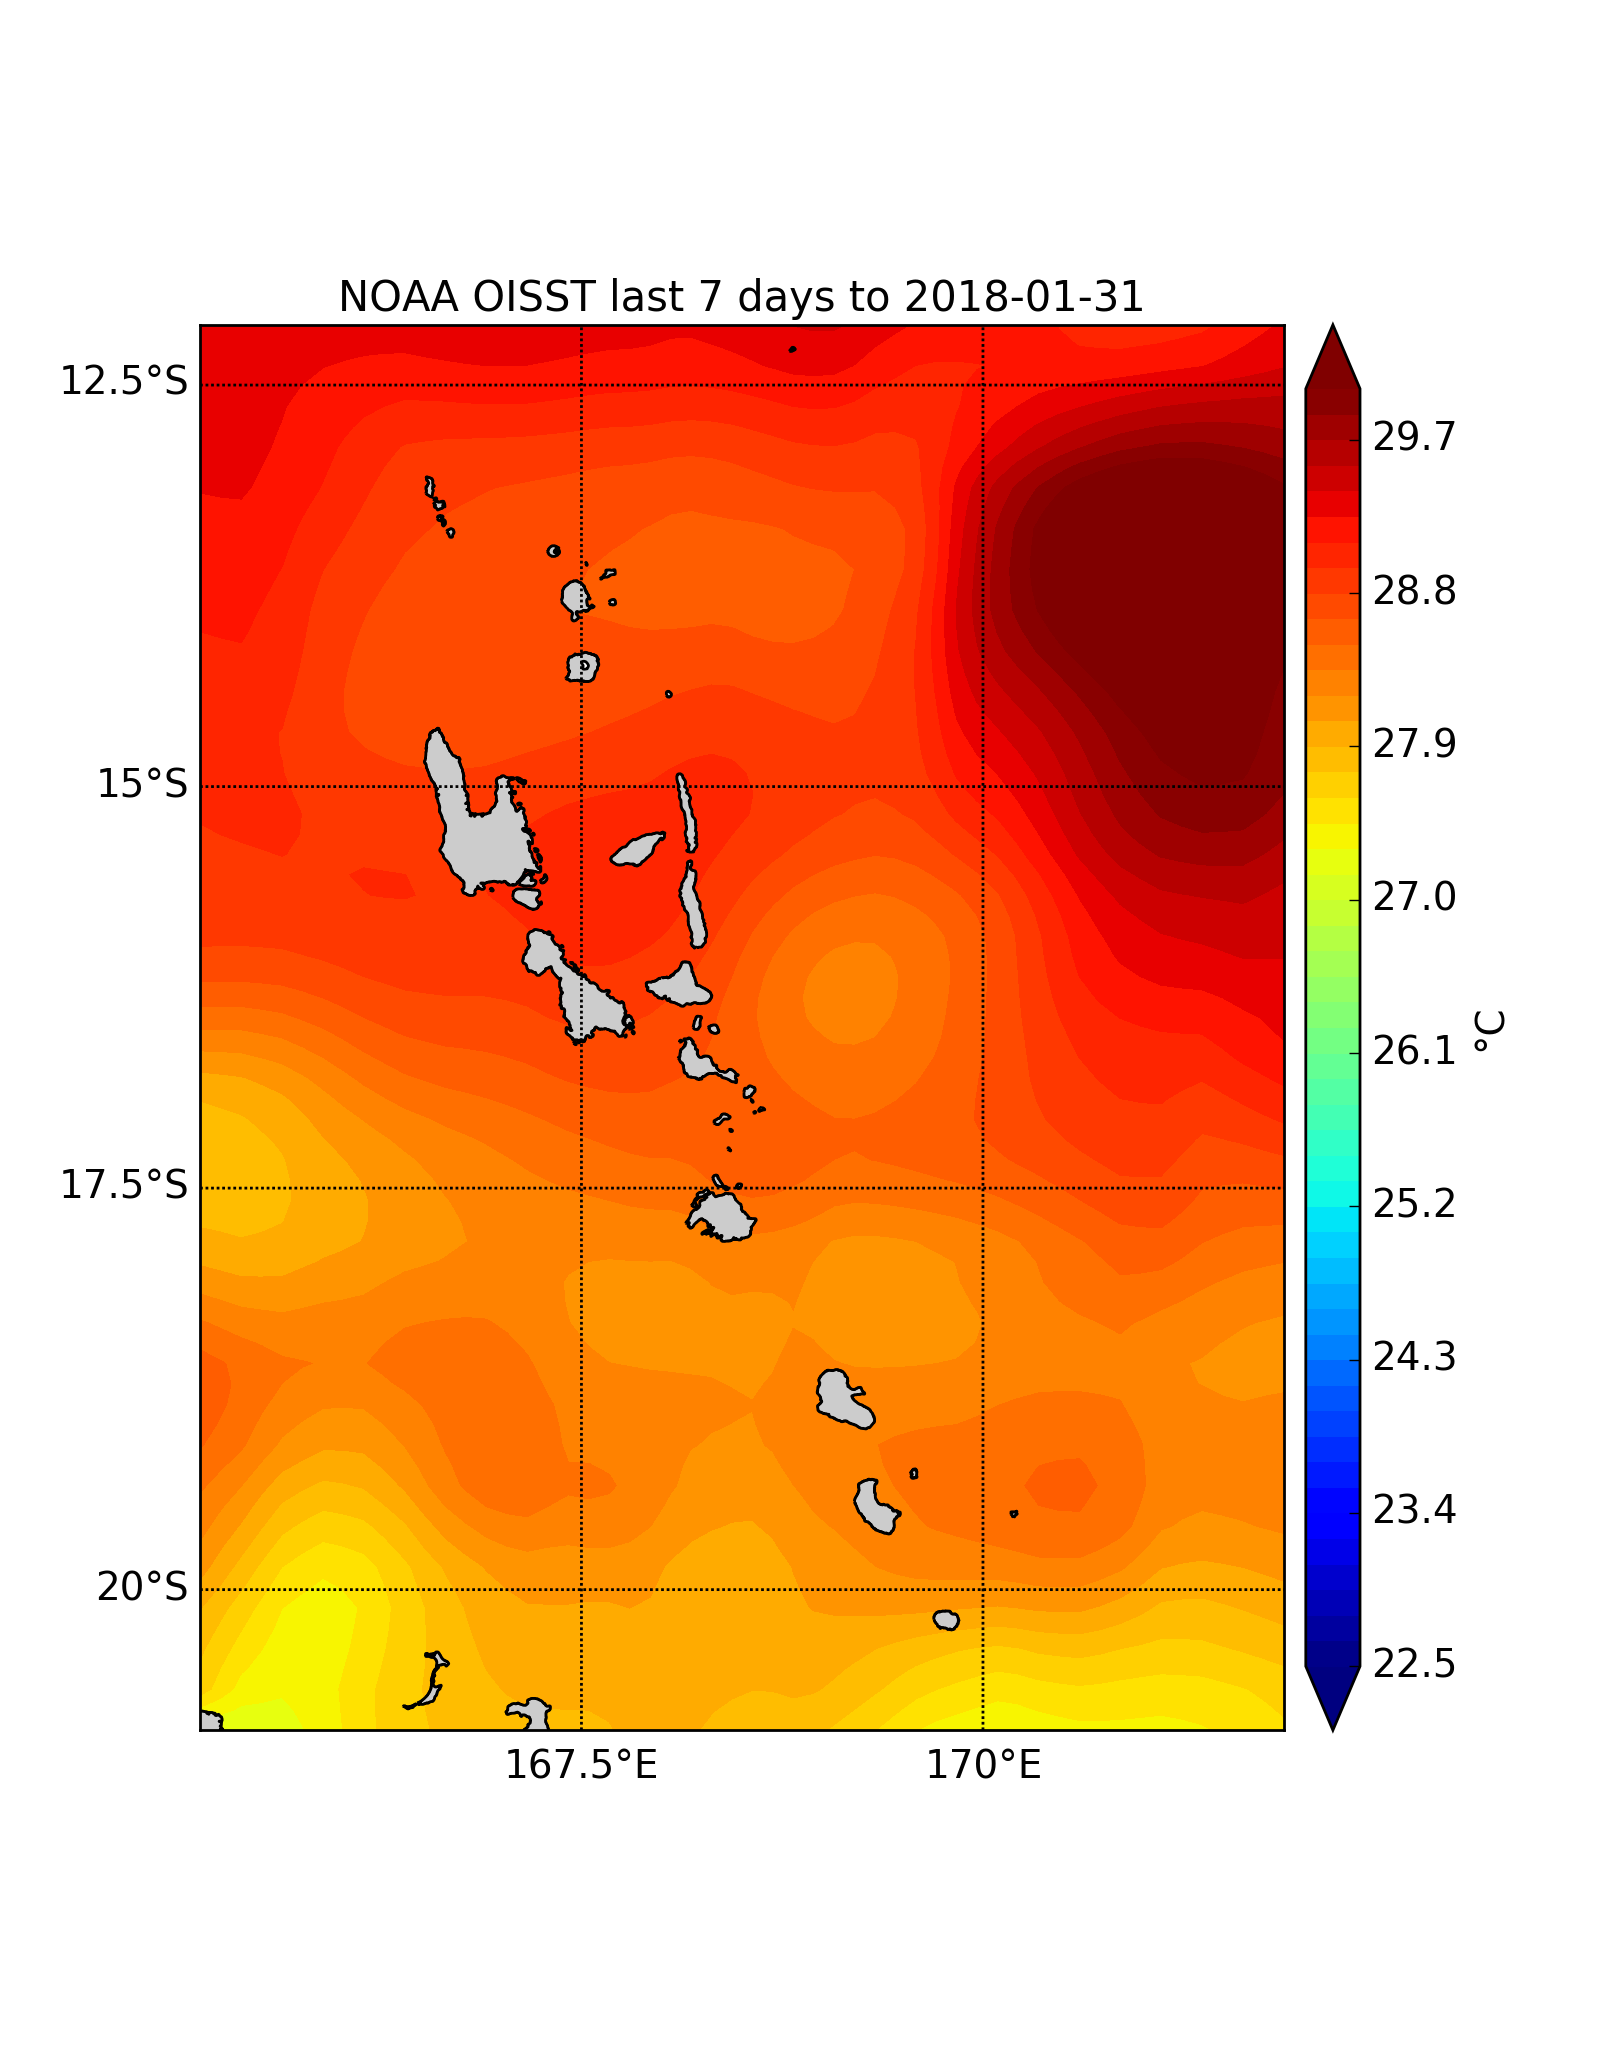 NOAA OISST last 7 days to 2018-01-31
12.5°S
15°S
17.5°S
20°S
167.5°E
170°E
29.7
28.8
27.9
27.0
26.1
25.2
24.3
23.4
22.5
°C